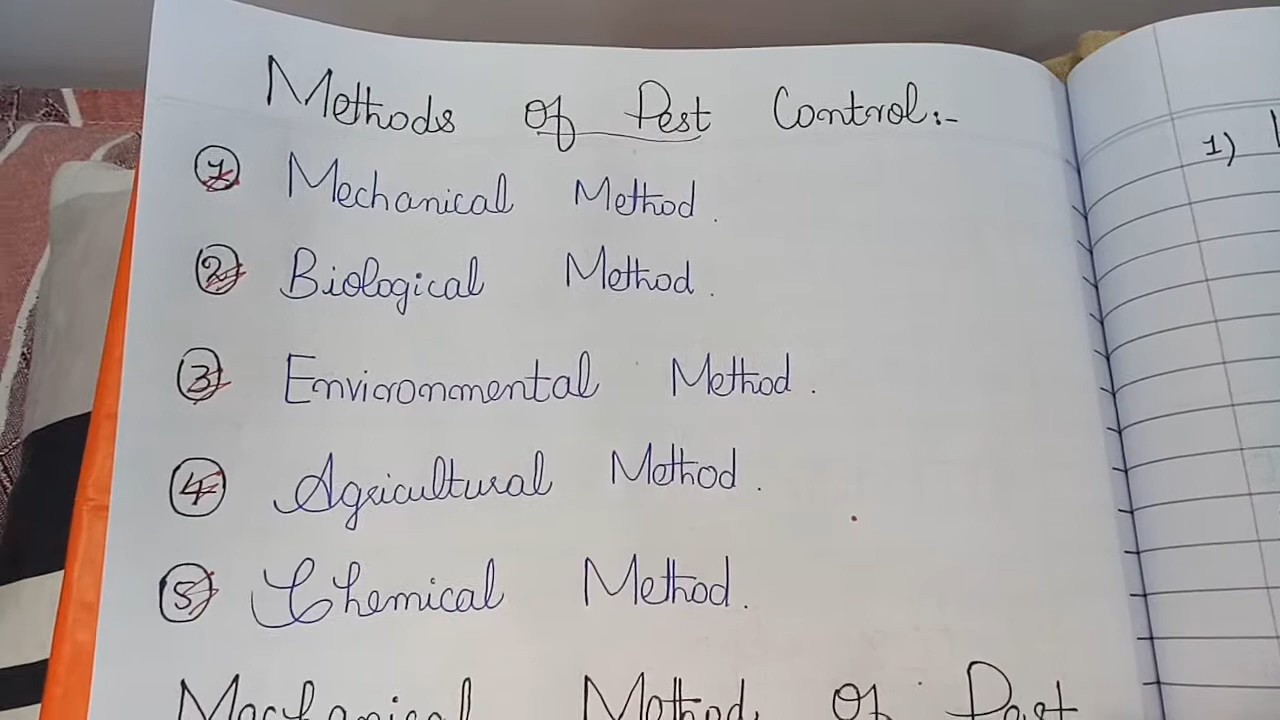 Methods Of Pest Control:-
1 Mechanical Method.
2 Biological Method.
3 Environmental Method.
4 Agricultural Method.
5 Chemical Method.
Mechanical Method Of Pest
1)